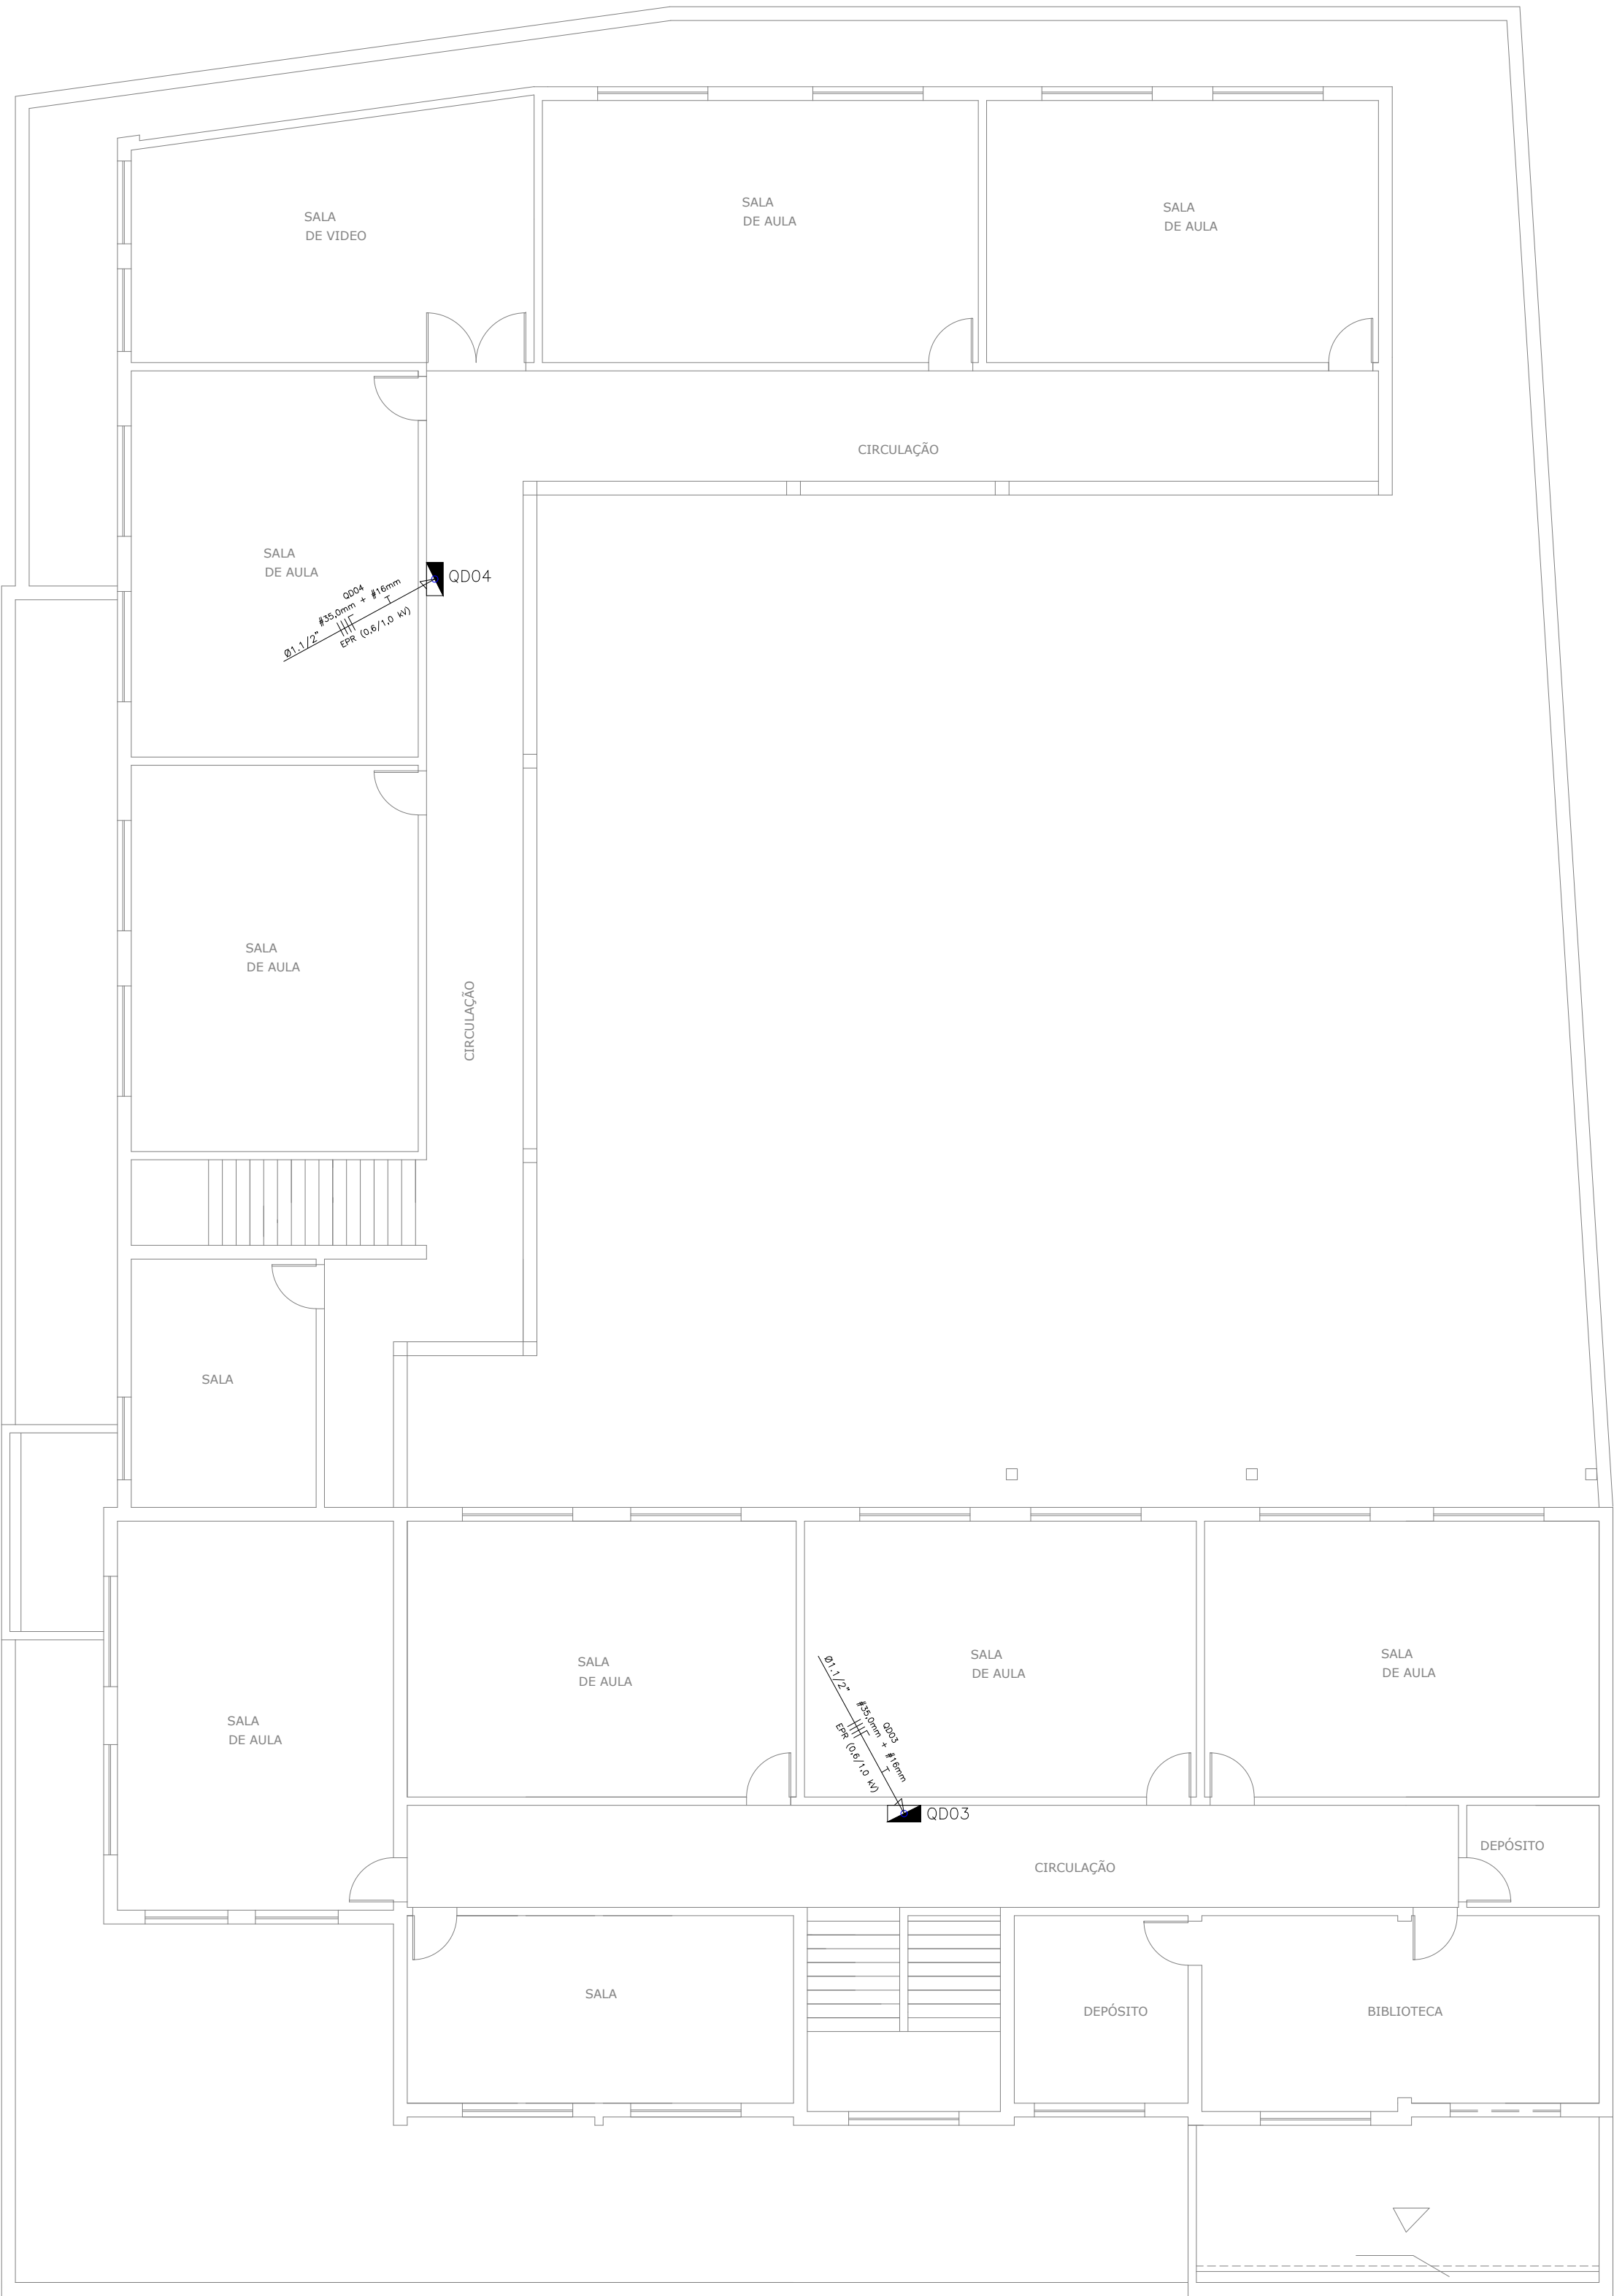 SALA
DE VIDEO
SALA
DE AULA
SALA
DE AULA
CIRCULAÇÃO
SALA
DE AULA
QD04
QD04
#35,0mm + #16mm
Ø1.1/2"
EPR (0,6/1,0 kV)
SALA
DE AULA
CIRCULAÇÃO
SALA
SALA
DE AULA
SALA
DE AULA
SALA
DE AULA
SALA
DE AULA
Ø1.1/2"
QD03
#35,0mm + #16mm
EPR (0,6/1,0 kV)
QD03
CIRCULAÇÃO
DEPÓSITO
SALA
DEPÓSITO
BIBLIOTECA